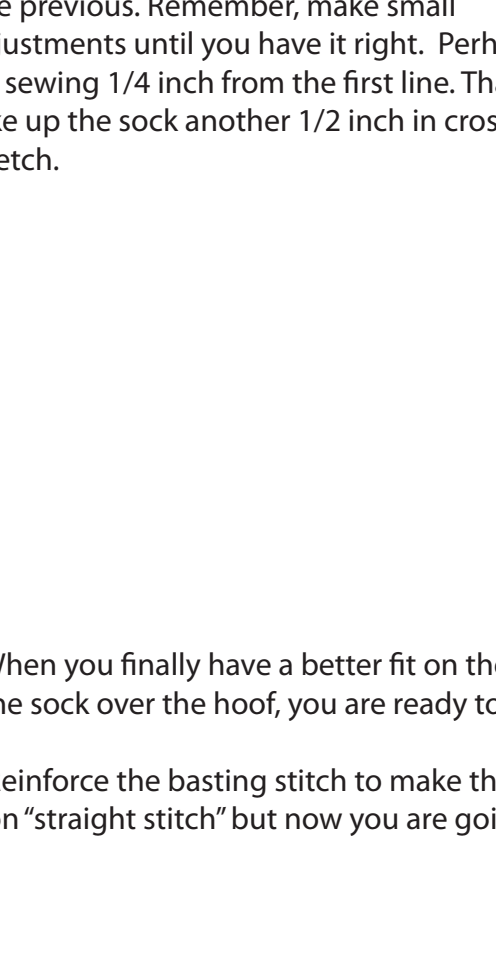 e previous. Remember, make small
justments until you have it right. Perh
sewing 1/4 inch from the first line. Tha
ke up the sock another 1/2 inch in cros
etch.
When you finally have a better fit on the
he sock over the hoof, you are ready to
einforce the basting stitch to make th
on “straight stitch” but now you are goi